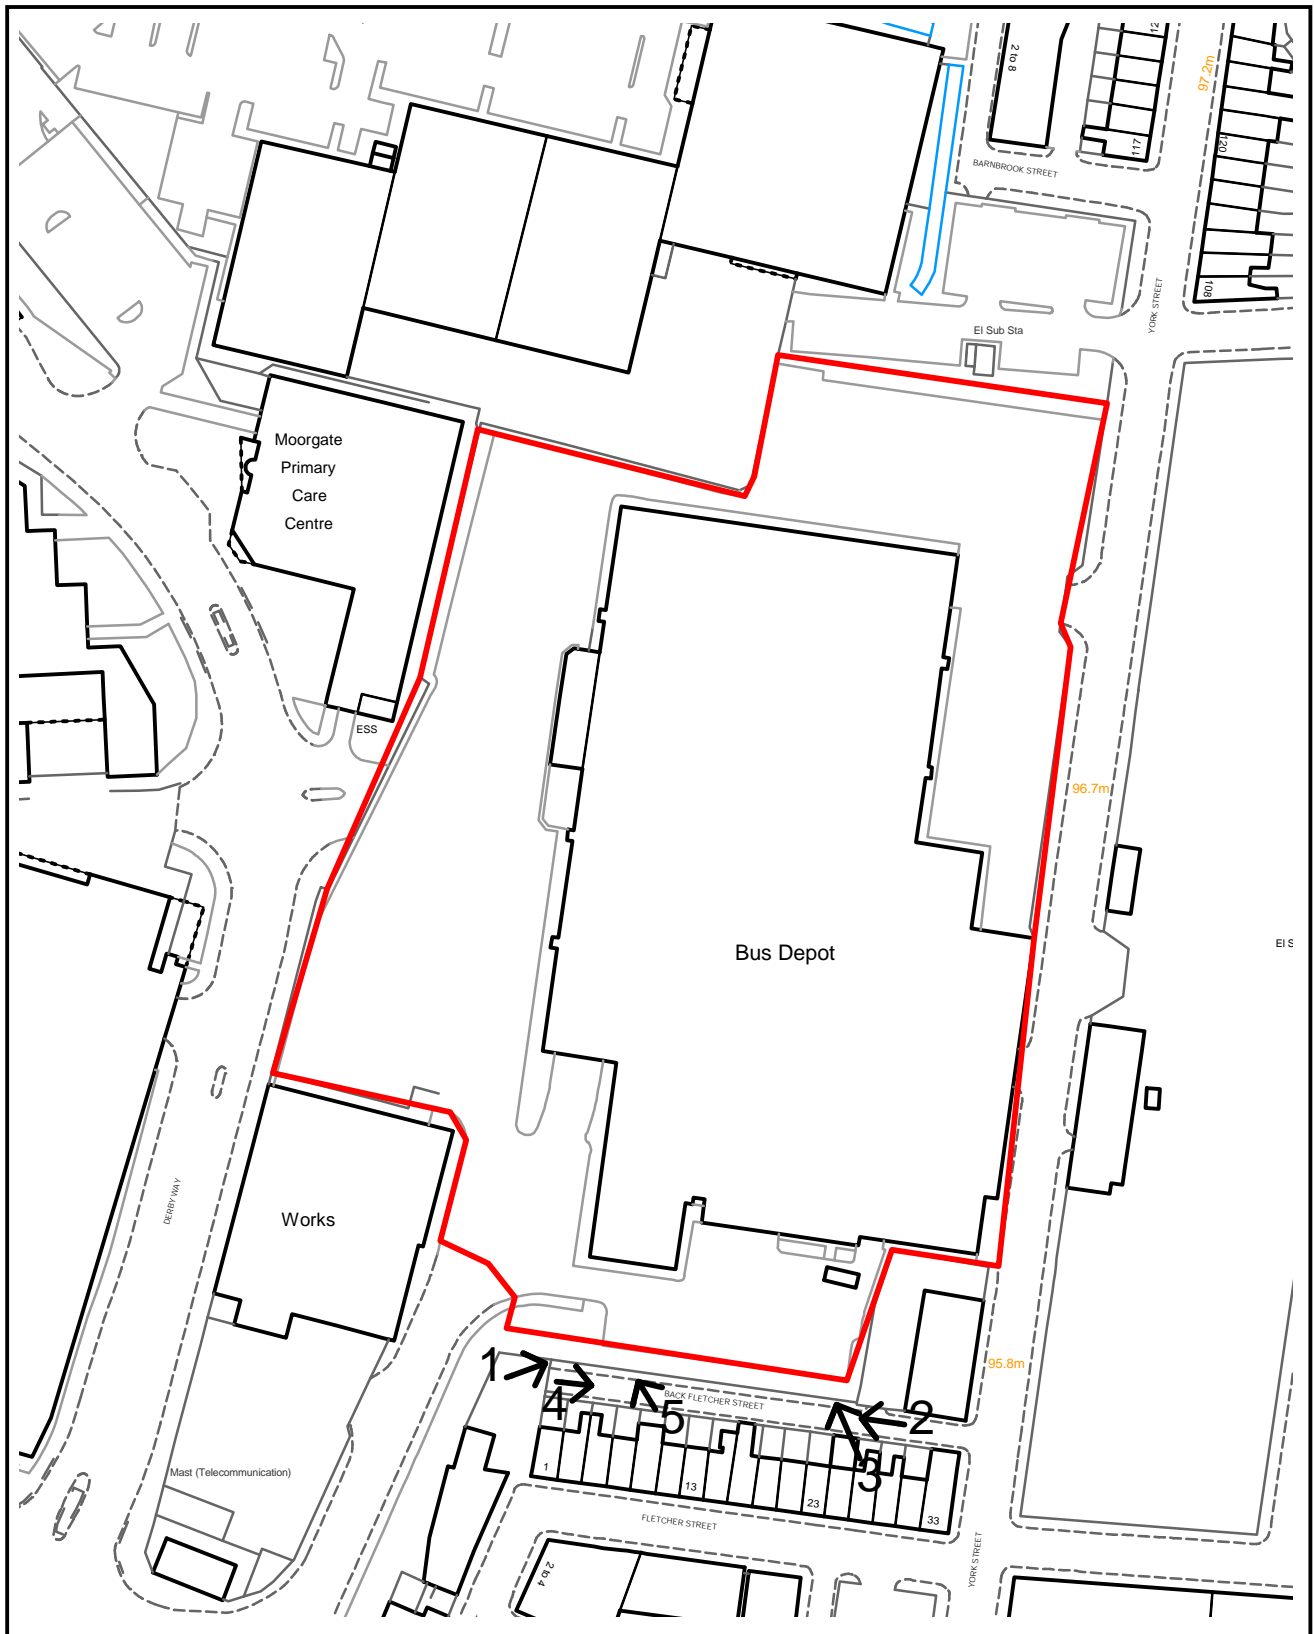 12
2 to 8
97.2m
117
120
BARNBROOK STREET
108
YORK STREET
El Sub Sta
Moorgate
Primary
Care
Centre
ESS
96.7m
Bus Depot
El S
DERBY WAY
Works
95.8m
1
4
BACK FLETCHER STREET
5
2
3
1
13
23
33
Mast (Telecommunication)
FLETCHER STREET
YORK STREET
2 to 4